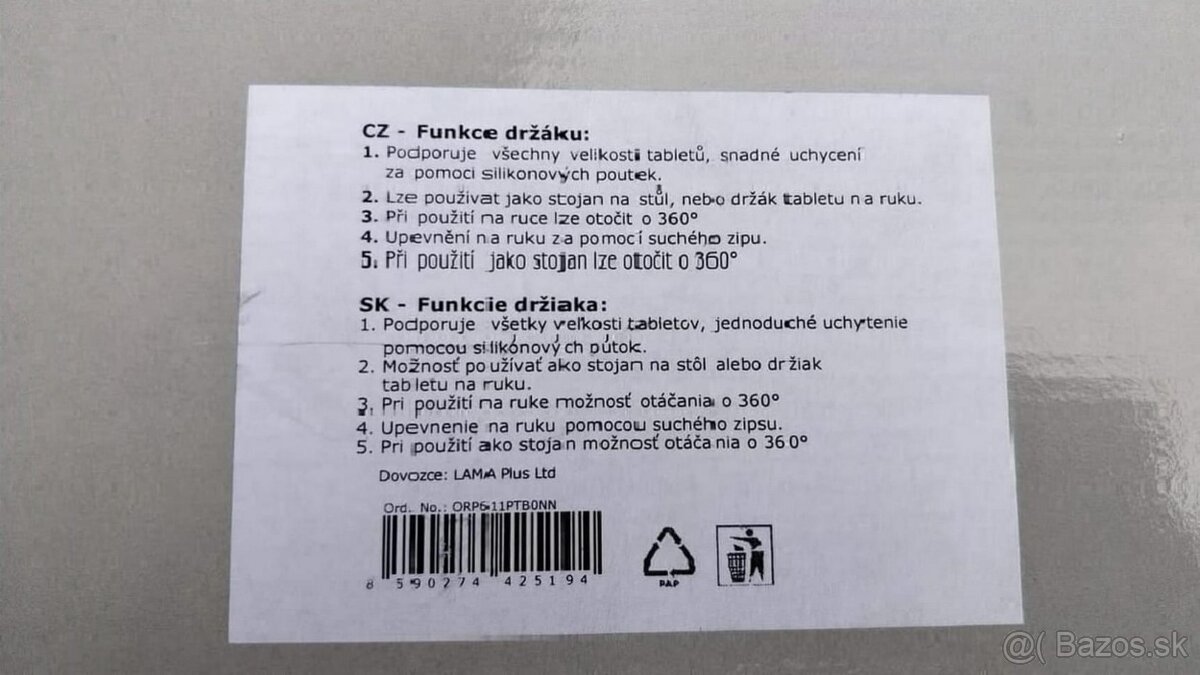 CZ - Funkce držáku:
1. Podporuje všechny velikosti tabletů, snadné uchycení
za pomoci silikonových poutek.
2. Lze používat jako stojan na stůl, nebo držák tabletu na ruku.
3. Při použití na ruce lze otočit o 360°
4. Upevnění na ruku za pomocí suchého zipu.
5. Při použití jako stojan lze otočit o 360°
SK - Funkcie držiaka:
1. Podporuje všetky veľkosti tabletov, jednoduché uchytenie
pomocou silikónových pútok.
2. Možnosť používať ako stojan na stôl alebo držiak
tabletu na ruku.
3. Pri použití na ruke možnosť otáčania o 360°
4. Upevnenie na ruku pomocou suchého zipsu.
5. Pri použití ako stojan možnosť otáčania o 360°
Dovozce: LAMA Plus Ltd
Ord. No.: ORP6-11PTB0NN
8 590274 425194
PAP
@( Bazos.sk